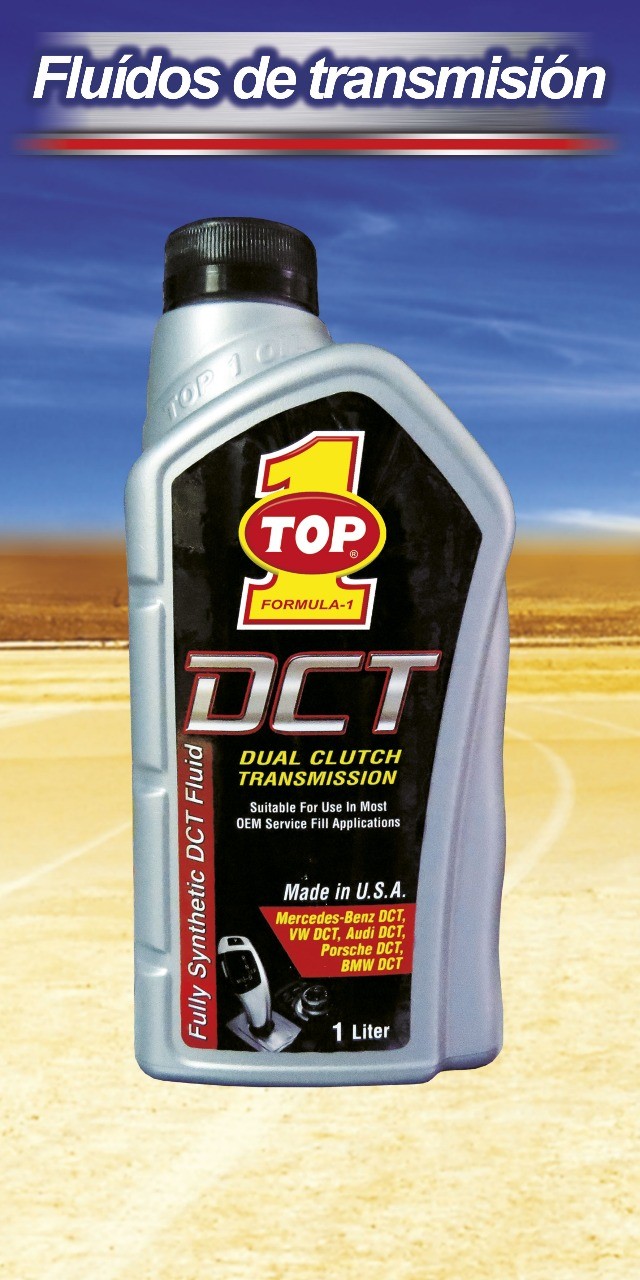 Fluídos de transmisión
TOP 1 OIL
1
TOP®
FORMULA-1
DCT
DUAL CLUTCH
TRANSMISSION
Suitable For Use In Most
OEM Service Fill Applications
Fully Synthetic DCT Fluid
Made in U.S.A.
Mercedes-Benz DCT,
VW DCT, Audi DCT,
Porsche DCT,
BMW DCT
1 Liter